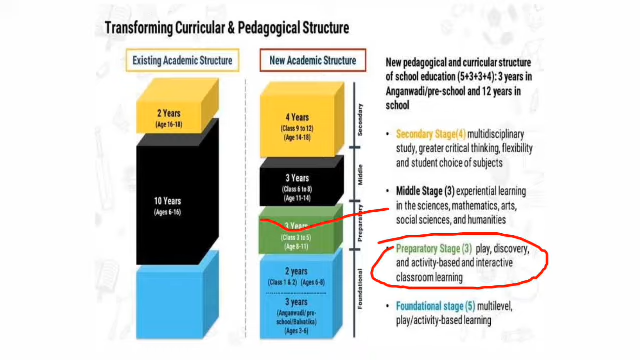 Transforming Curricular & Pedagogical Structure
Existing Academic Structure
New Academic Structure
2 Years
(Age 16-18)
10 Years
(Ages 6-16)
4 Years
(Class 9 to 12)
(Age 14-18)
3 Years
(Class 6 to 8)
(Age 11-14)
3 Years
(Class 3 to 5)
(Age 8-11)
2 years
(Class 1 & 2) (Ages 6-8)
3 years
(Anganwadi/pre-
school/Balvatika)
(Ages 3-6)
Secondary
Middle
Preparatory
Foundational
New pedagogical and curricular structure
of school education (5+3+3+4): 3 years in
Anganwadi/pre-school and 12 years in
school
• Secondary Stage(4) multidisciplinary
study, greater critical thinking, flexibility
and student choice of subjects
• Middle Stage (3) experiential learning
in the sciences, mathematics, arts,
social sciences, and humanities
• Preparatory Stage (3) play, discovery,
and activity-based and interactive
classroom learning
• Foundational stage (5) multilevel,
play/activity-based learning